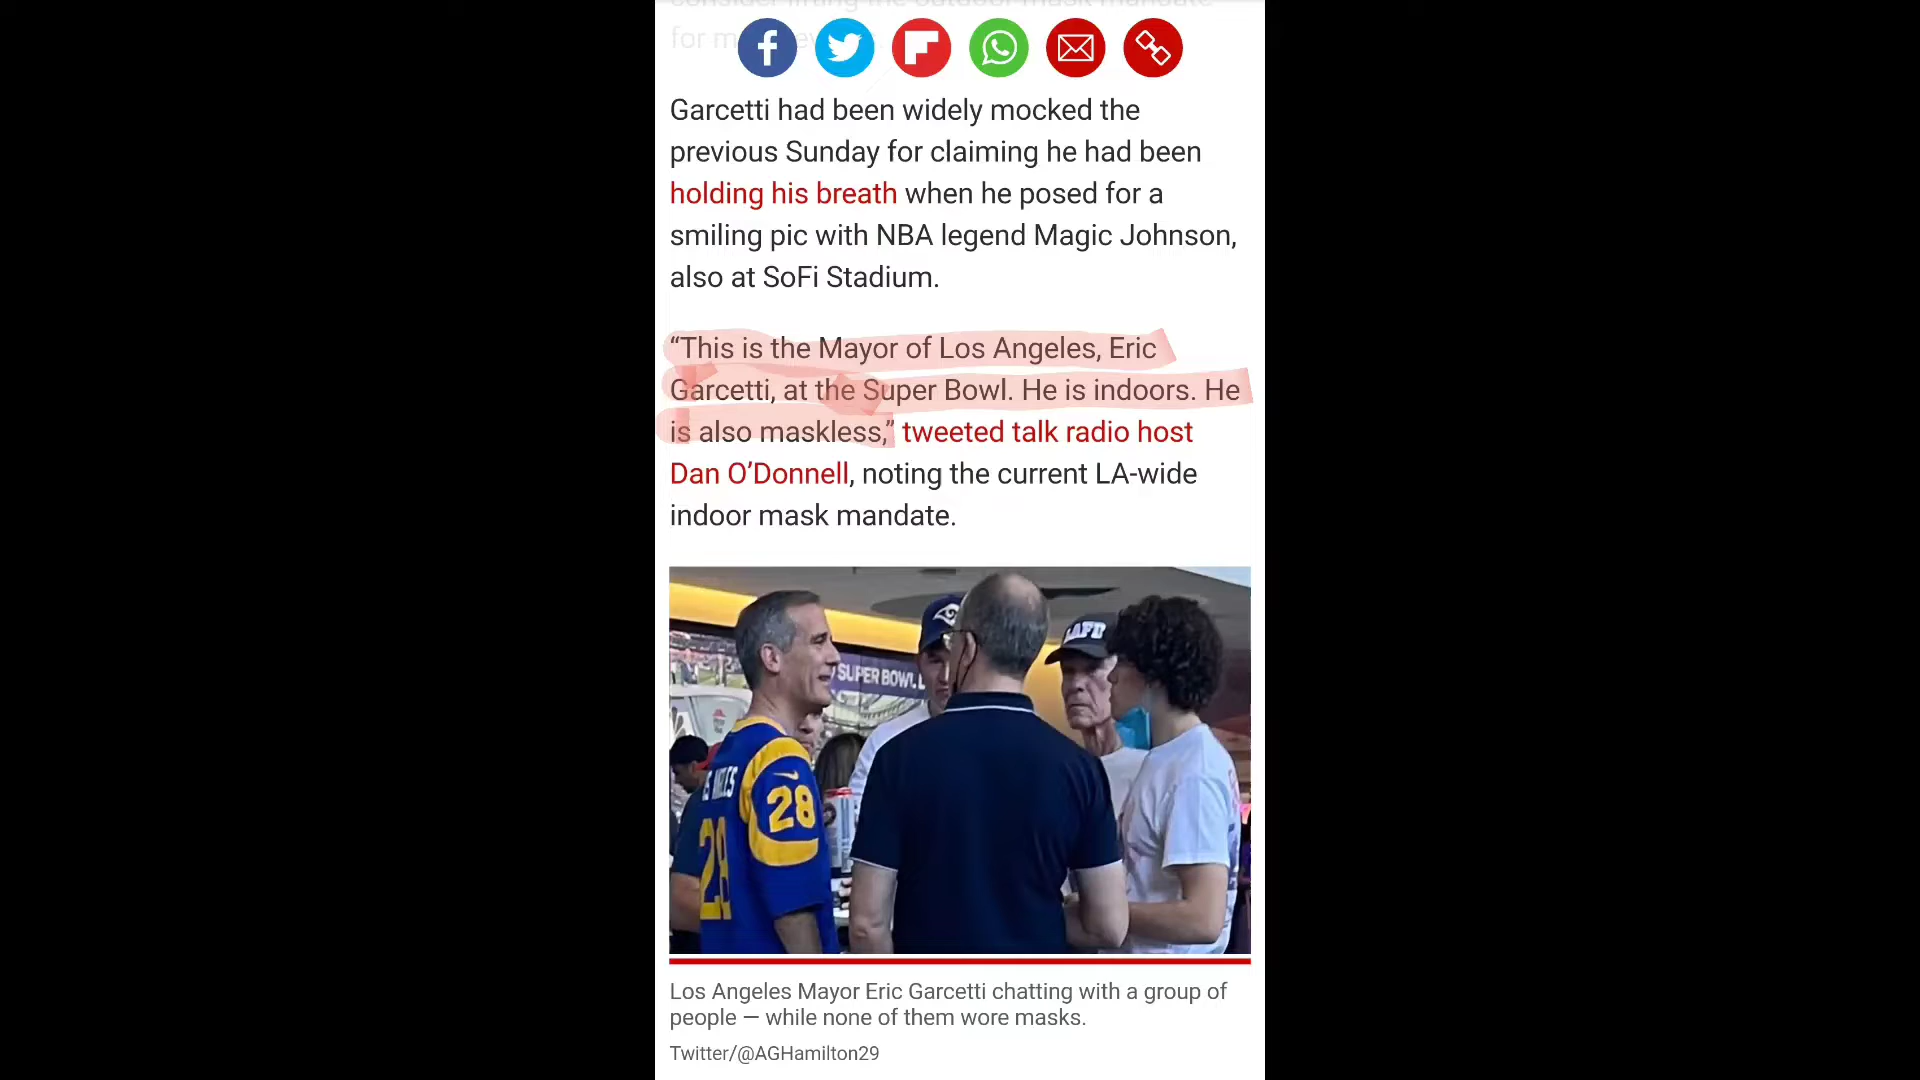 Garcetti had been widely mocked the
previous Sunday for claiming he had been
holding his breath when he posed for a
smiling pic with NBA legend Magic Johnson,
also at SoFi Stadium.
“This is the Mayor of Los Angeles, Eric
Garcetti, at the Super Bowl. He is indoors. He
is also maskless,” tweeted talk radio host
Dan O’Donnell, noting the current LA-wide
indoor mask mandate.
SUPER BOWL
LAFD
28
28
Los Angeles Mayor Eric Garcetti chatting with a group of
people — while none of them wore masks.
Twitter/@AGHamilton29